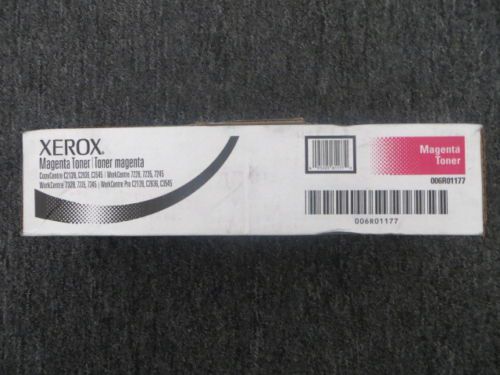 XEROX.
Magenta Toner | Toner magenta
CopyCentre C2128, C2636, C3545 | WorkCentre 7228, 7235, 7245
WorkCentre 7328, 7335, 7345 | WorkCentre Pro C2128, C2636, C3545
Magenta
Toner
006R01177
006R01177